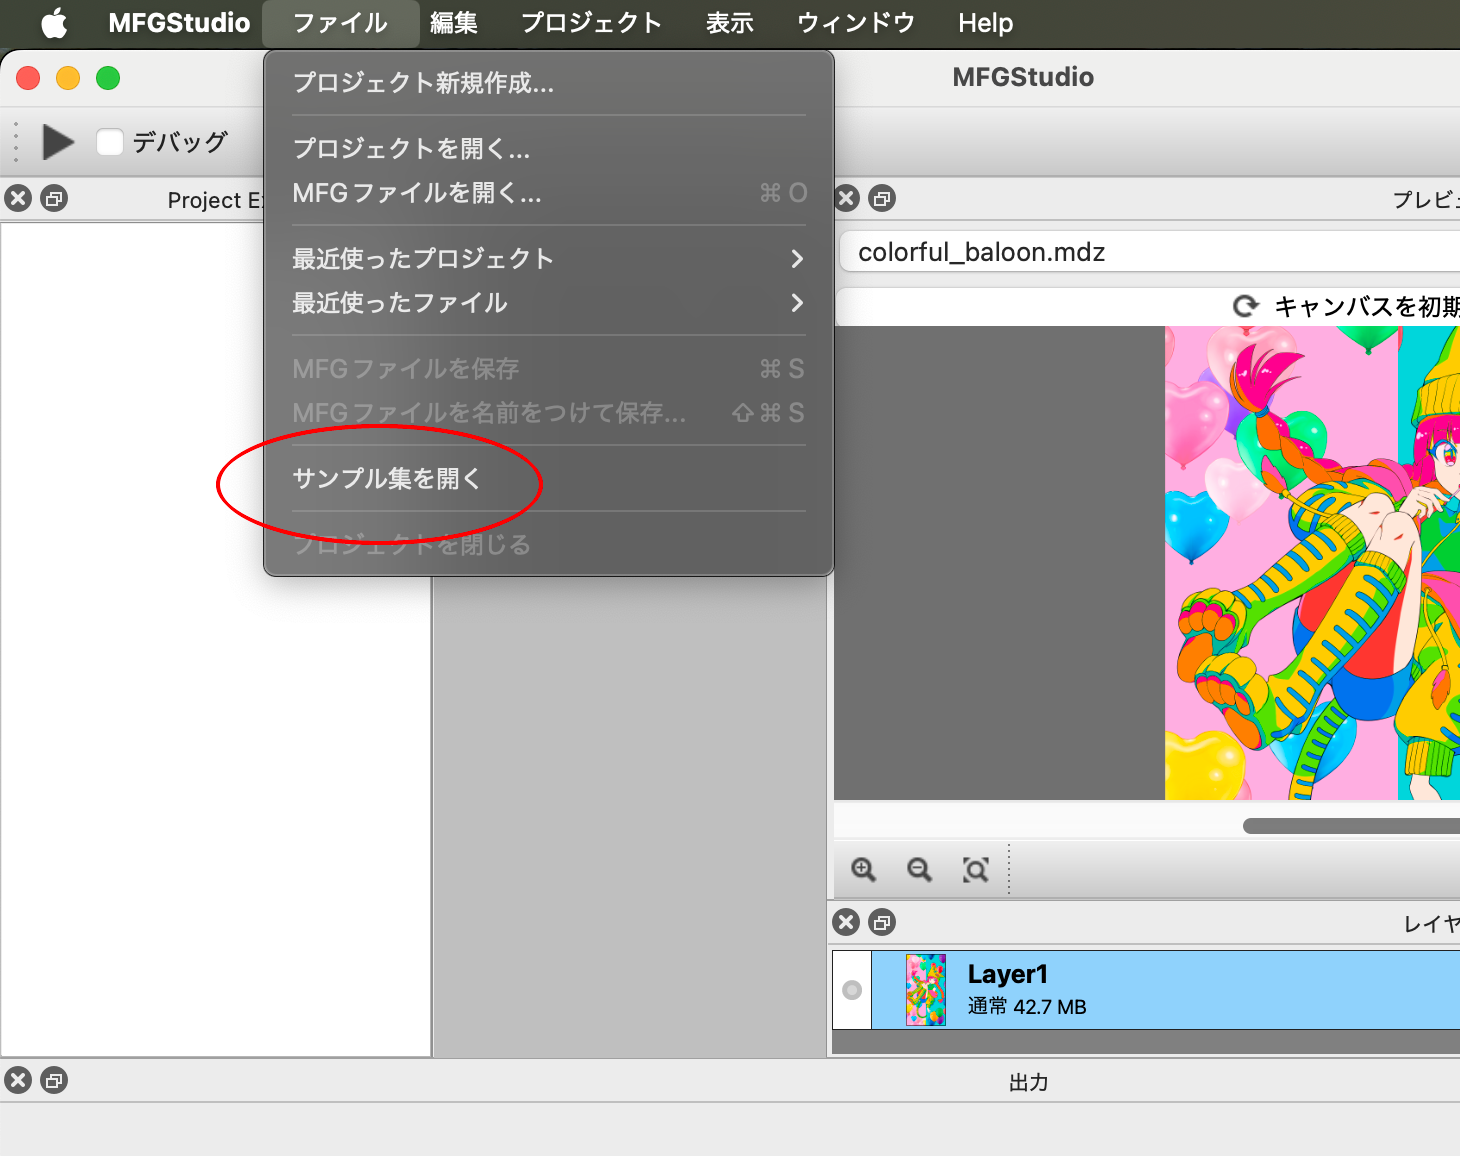 MFGStudio ファイル 編集 プロジェクト 表示 ウィンドウ Help
MFGStudio
デバッグ
プロジェクト新規作成...
プロジェクトを開く...
MFGファイルを開く... ⌘ O
最近使ったプロジェクト
最近使ったファイル
MFGファイルを保存 ⌘ S
MFGファイルを名前をつけて保存... ⇧ ⌘ S
サンプル集を開く
プロジェクトを閉じる
Project
プレビ
colorful_baloon.mdz
キャンバスを初期
レイヤ
Layer1
通常 42.7 MB
出力